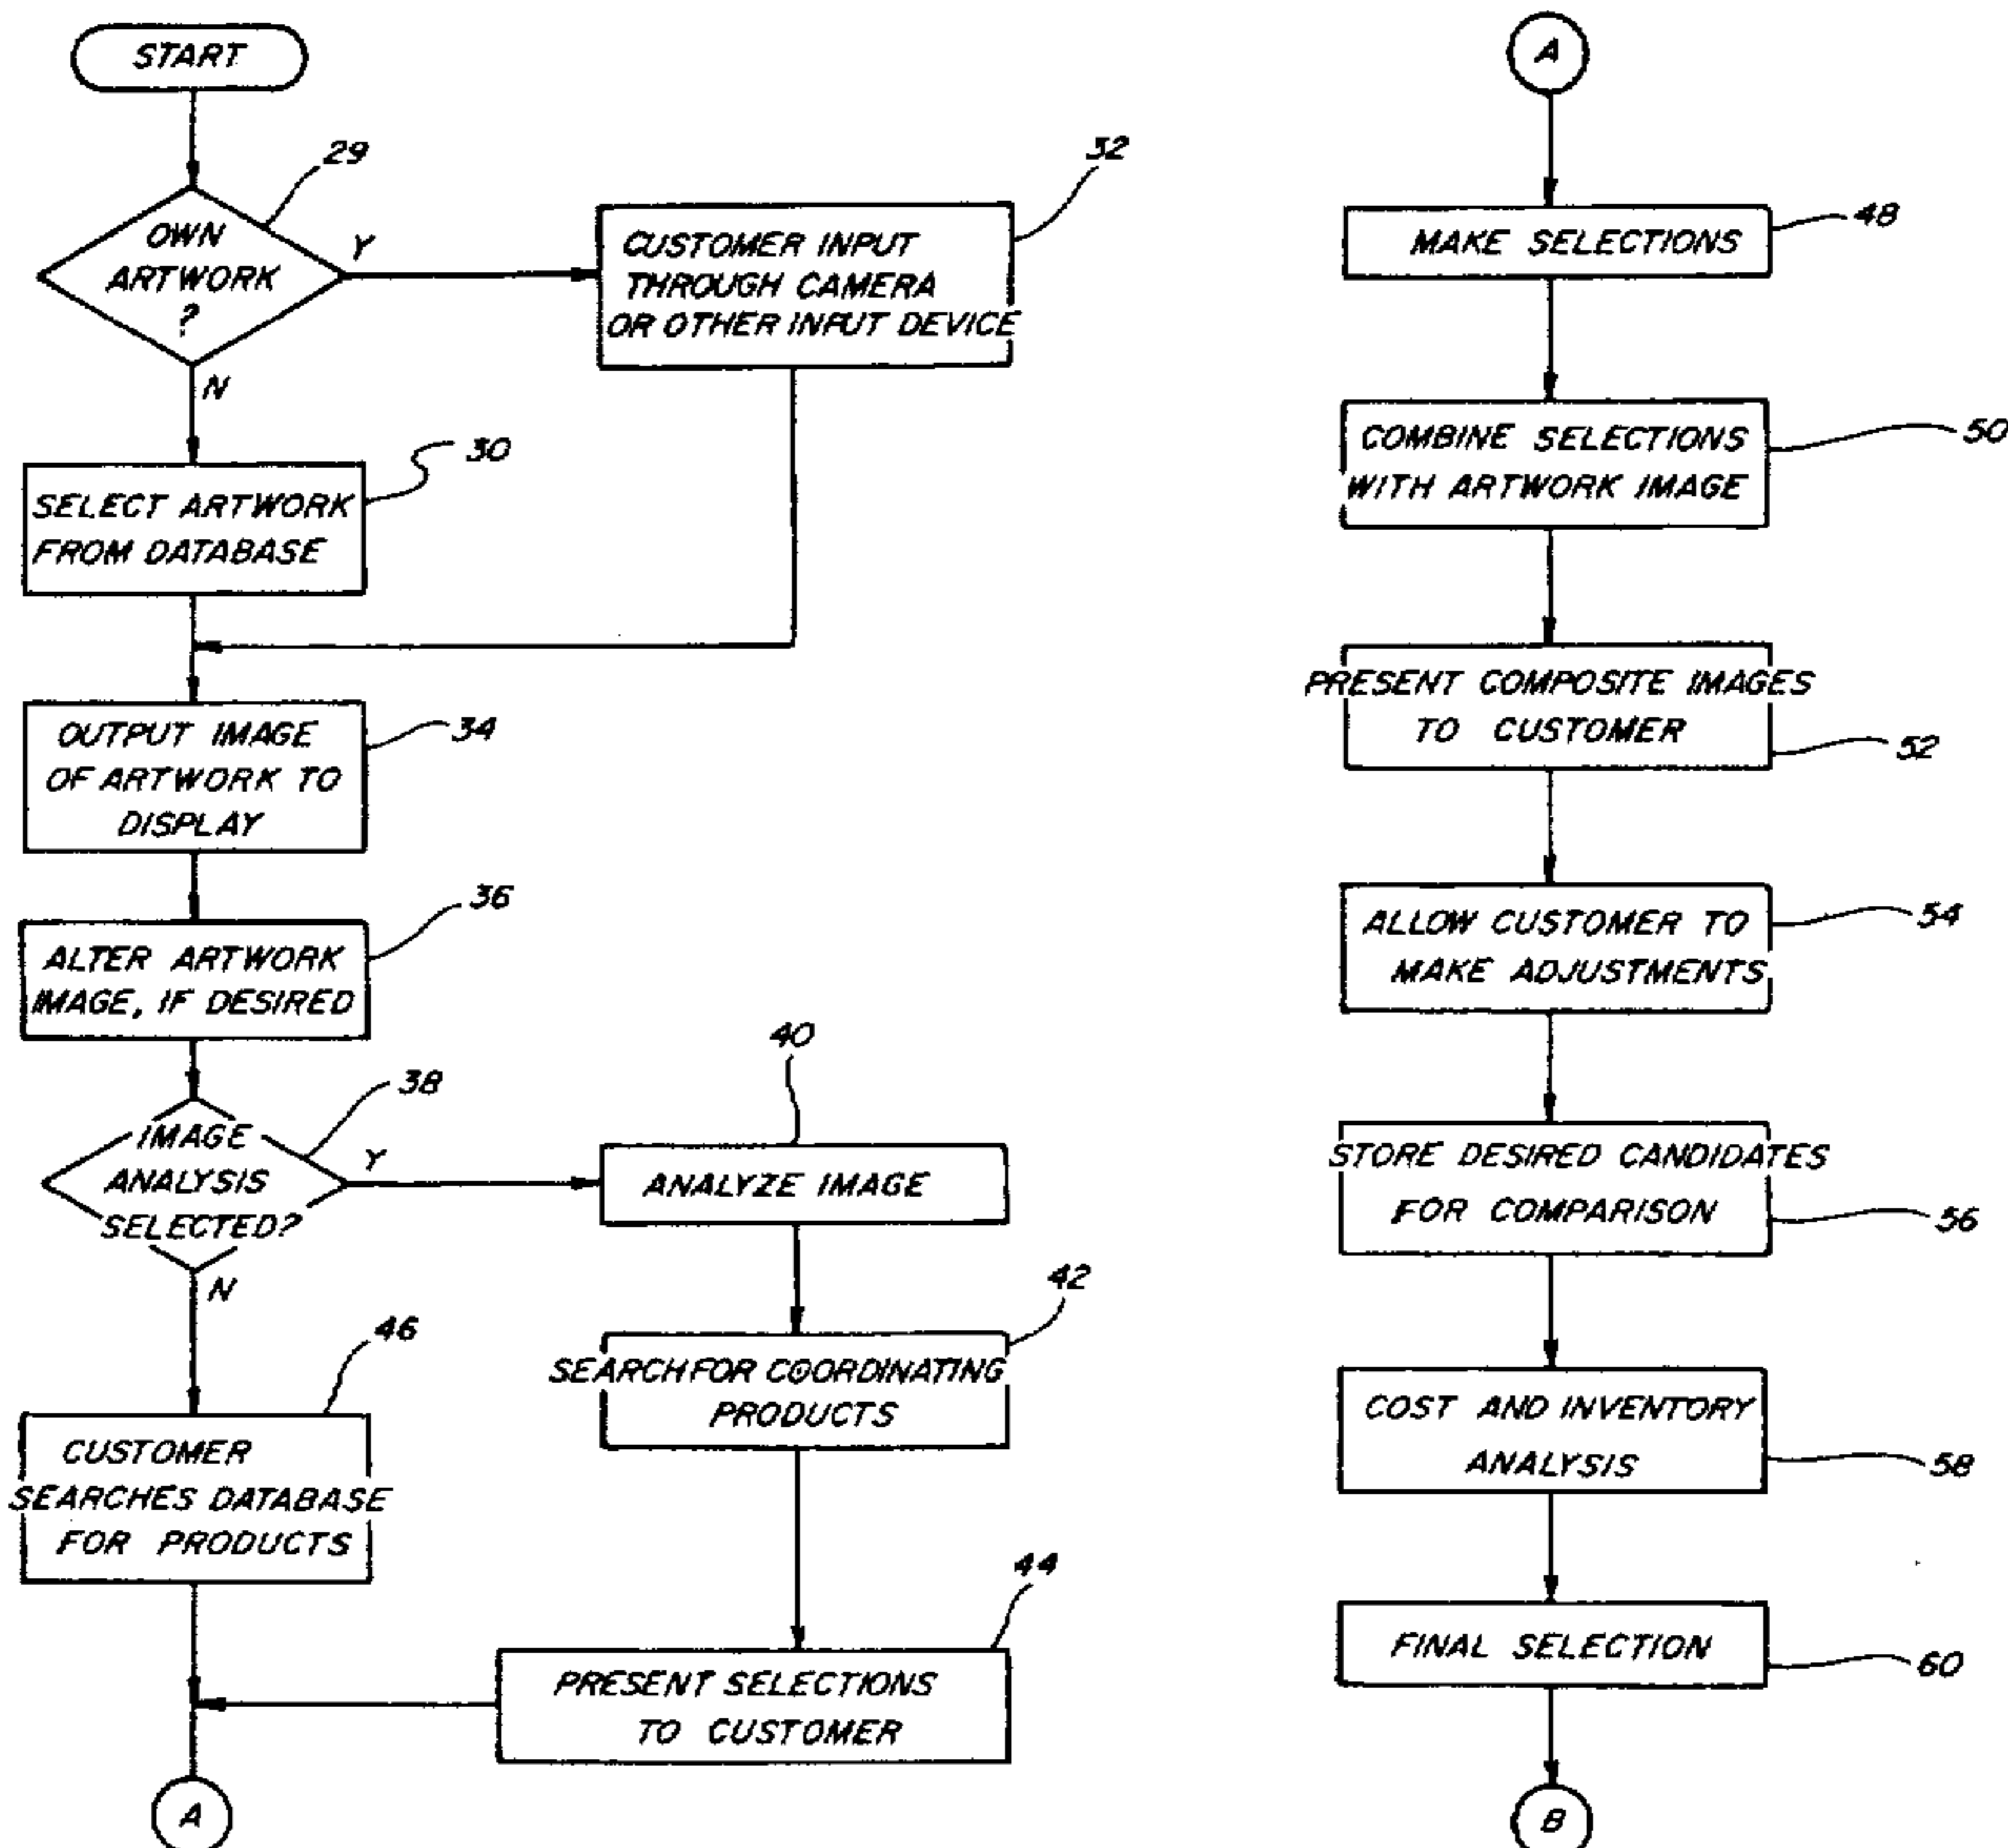 START
29
OWN
ARTWORK
?
Y
N
32
CUSTOMER INPUT
THROUGH CAMERA
OR OTHER INPUT DEVICE
30
SELECT ARTWORK
FROM DATABASE
34
OUTPUT IMAGE
OF ARTWORK TO
DISPLAY
36
ALTER ARTWORK
IMAGE, IF DESIRED
38
IMAGE
ANALYSIS
SELECTED?
Y
N
40
ANALYZE IMAGE
42
SEARCH FOR COORDINATING
PRODUCTS
46
CUSTOMER
SEARCHES DATABASE
FOR PRODUCTS
44
PRESENT SELECTIONS
TO CUSTOMER
A
A
48
MAKE SELECTIONS
50
COMBINE SELECTIONS
WITH ARTWORK IMAGE
PRESENT COMPOSITE IMAGES
TO CUSTOMER
52
54
ALLOW CUSTOMER TO
MAKE ADJUSTMENTS
STORE DESIRED CANDIDATES
FOR COMPARISON
56
COST AND INVENTORY
ANALYSIS
58
FINAL SELECTION
60
B